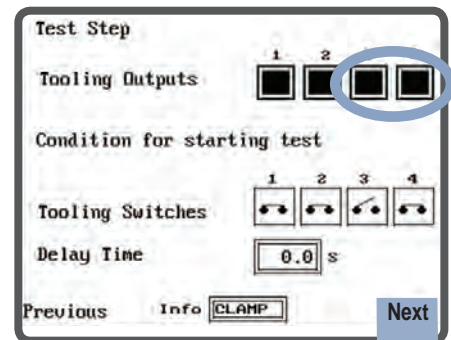 Test Step
1 2
Tooling Outputs
Condition for starting test
1 2 3 4
Tooling Switches
Delay Time 0.0 s
Previous Info CLAMP Next